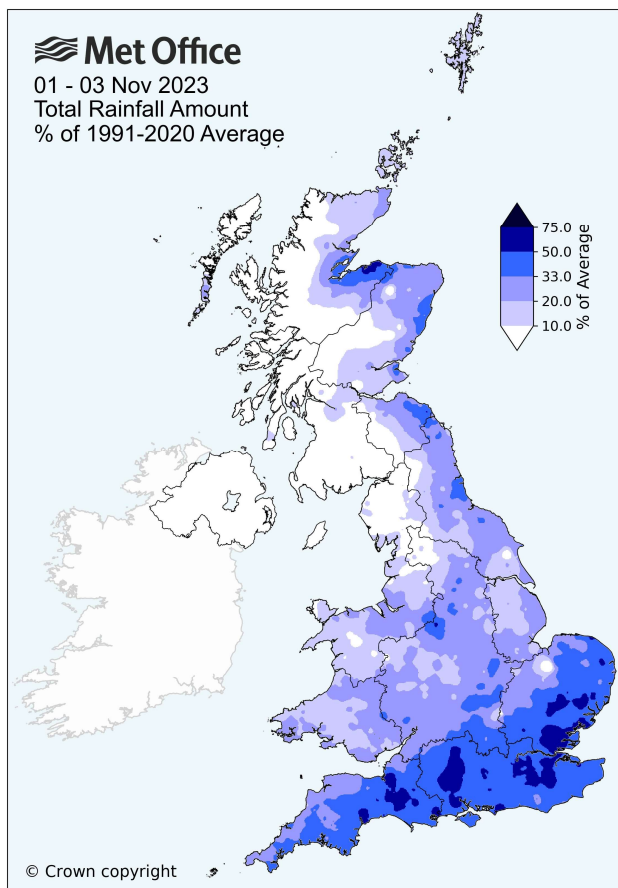 Met Office
01 - 03 Nov 2023
Total Rainfall Amount
% of 1991-2020 Average
75.0
50.0
33.0
20.0
10.0
% of Average
© Crown copyright